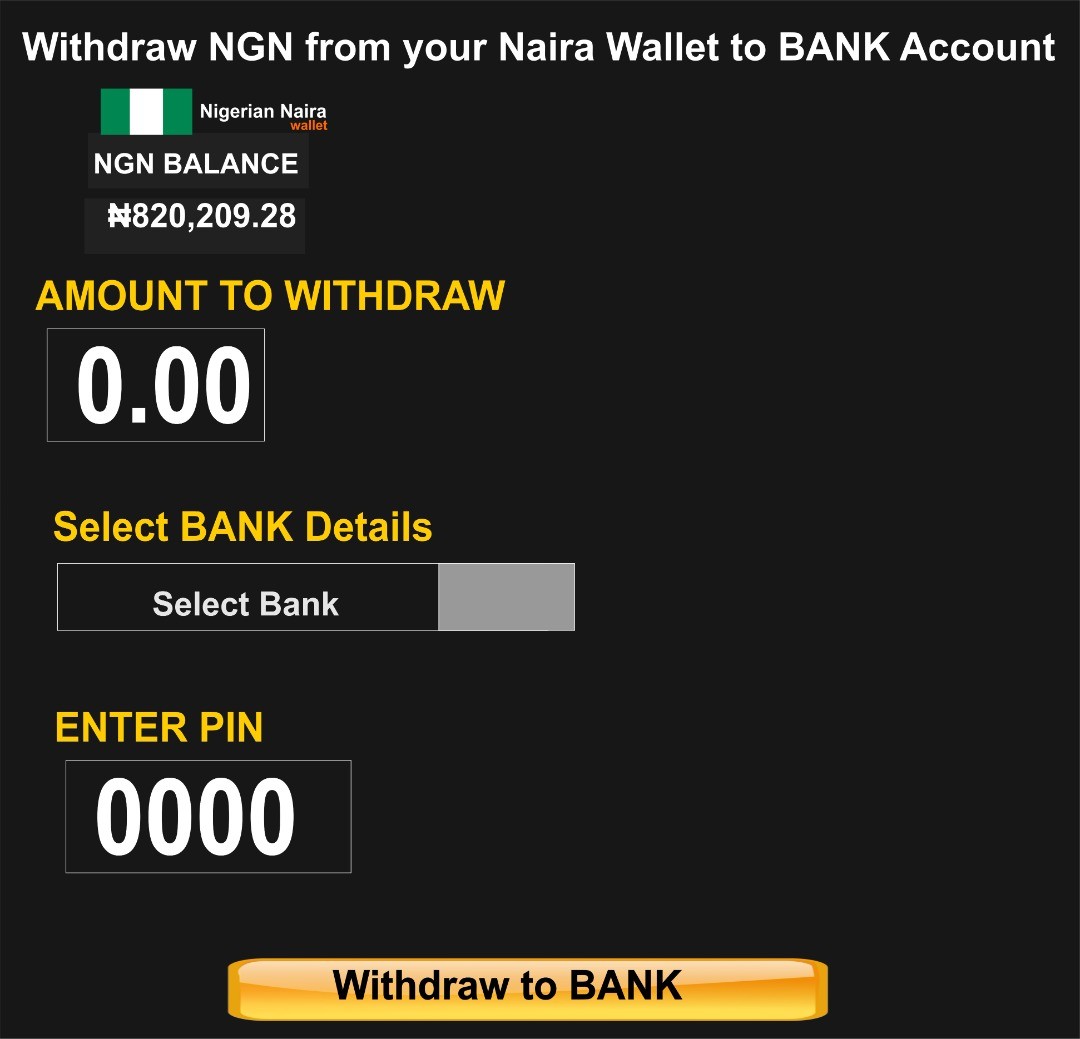 Withdraw NGN from your Naira Wallet to BANK Account
Nigerian Naira
wallet
NGN BALANCE
₦820,209.28
AMOUNT TO WITHDRAW
0.00
Select BANK Details
Select Bank
ENTER PIN
0000
Withdraw to BANK